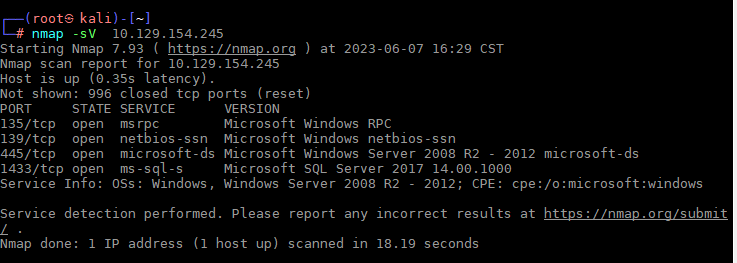 ┌──(root㉿kali)-[~]
└─# nmap -sV  10.129.154.245
Starting Nmap 7.93 ( https://nmap.org ) at 2023-06-07 16:29 CST
Nmap scan report for 10.129.154.245
Host is up (0.35s latency).
Not shown: 996 closed tcp ports (reset)
PORT     STATE SERVICE      VERSION
135/tcp  open  msrpc        Microsoft Windows RPC
139/tcp  open  netbios-ssn  Microsoft Windows netbios-ssn
445/tcp  open  microsoft-ds Microsoft Windows Server 2008 R2 - 2012 microsoft-ds
1433/tcp open  ms-sql-s     Microsoft SQL Server 2017 14.00.1000
Service Info: OSs: Windows, Windows Server 2008 R2 - 2012; CPE: cpe:/o:microsoft:windows
Service detection performed. Please report any incorrect results at https://nmap.org/submit
/ .
Nmap done: 1 IP address (1 host up) scanned in 18.19 seconds